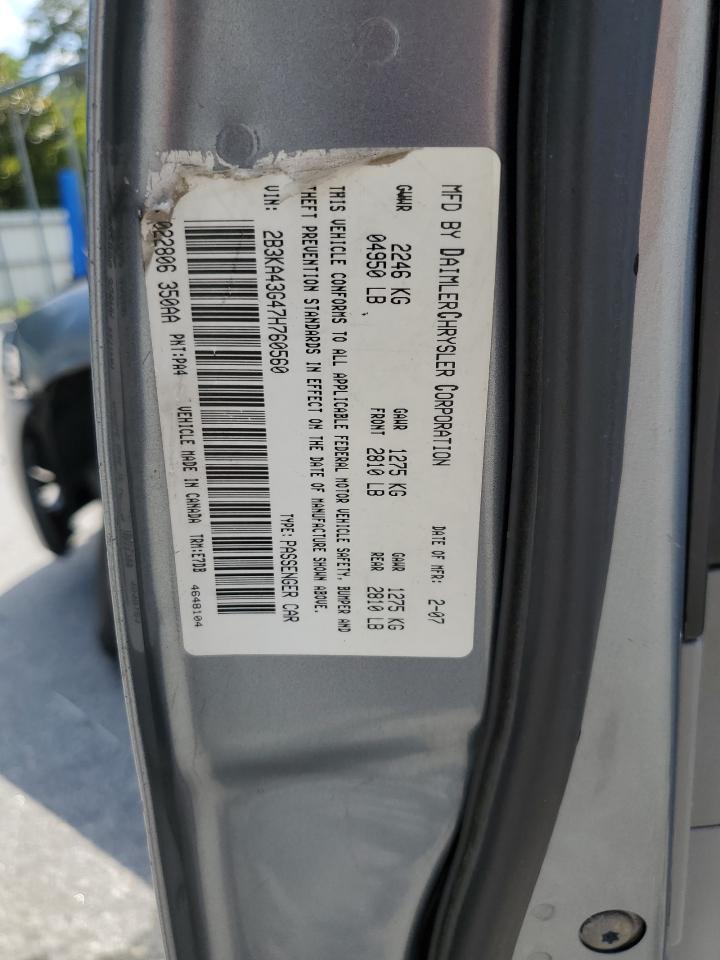 MFD BY DAIMLERCHRYSLER CORPORATION DATE OF MFR: 2-07
GVWR 2246 KG GAWR 1275 KG GAWR 1275 KG
04950 LB FRONT 2810 LB REAR 2810 LB
THIS VEHICLE CONFORMS TO ALL APPLICABLE FEDERAL MOTOR VEHICLE SAFETY, BUMPER AND
THEFT PREVENTION STANDARDS IN EFFECT ON THE DATE OF MANUFACTURE SHOWN ABOVE.
VIN: 2B3KA43G47H760560 TYPE: PASSENGER CAR
022806 350AA PNT:PA4 VEHICLE MADE IN CANADA TRM:E7DB 4648104